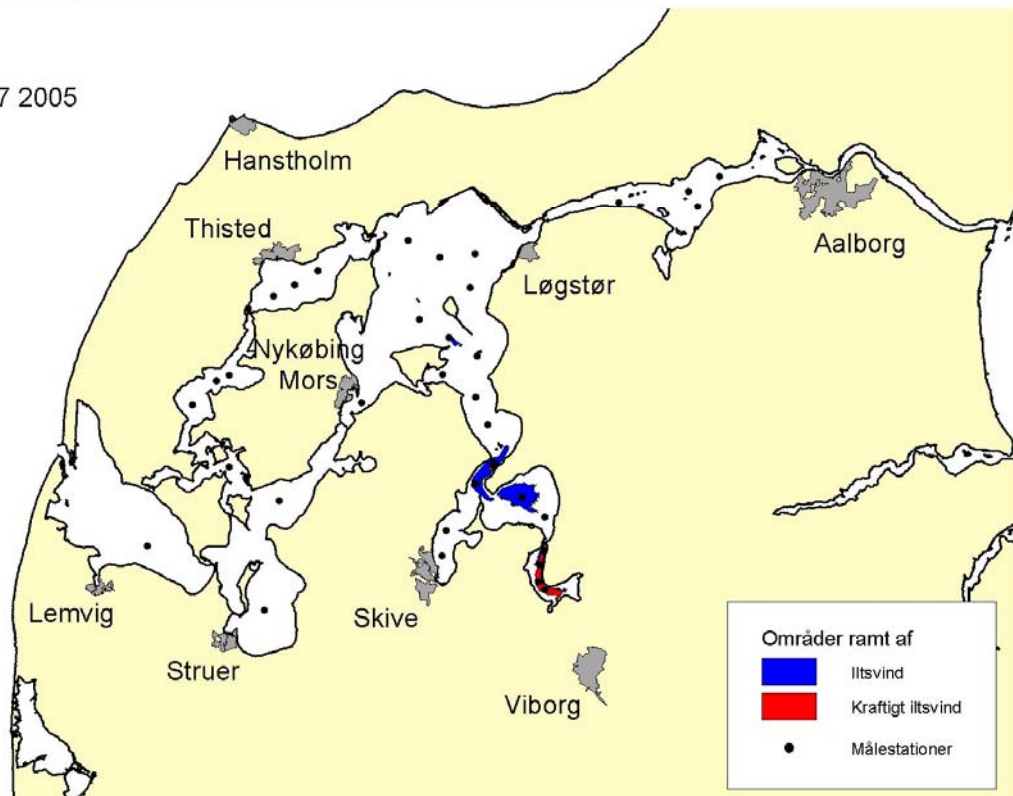 7 2005
Hanstholm
Thisted
Aalborg
Løgstør
Nykøbing
Mors
Lemvig
Skive
Struer
Viborg
Områder ramt af
Iltsvind
Kraftigt iltsvind
Målestationer